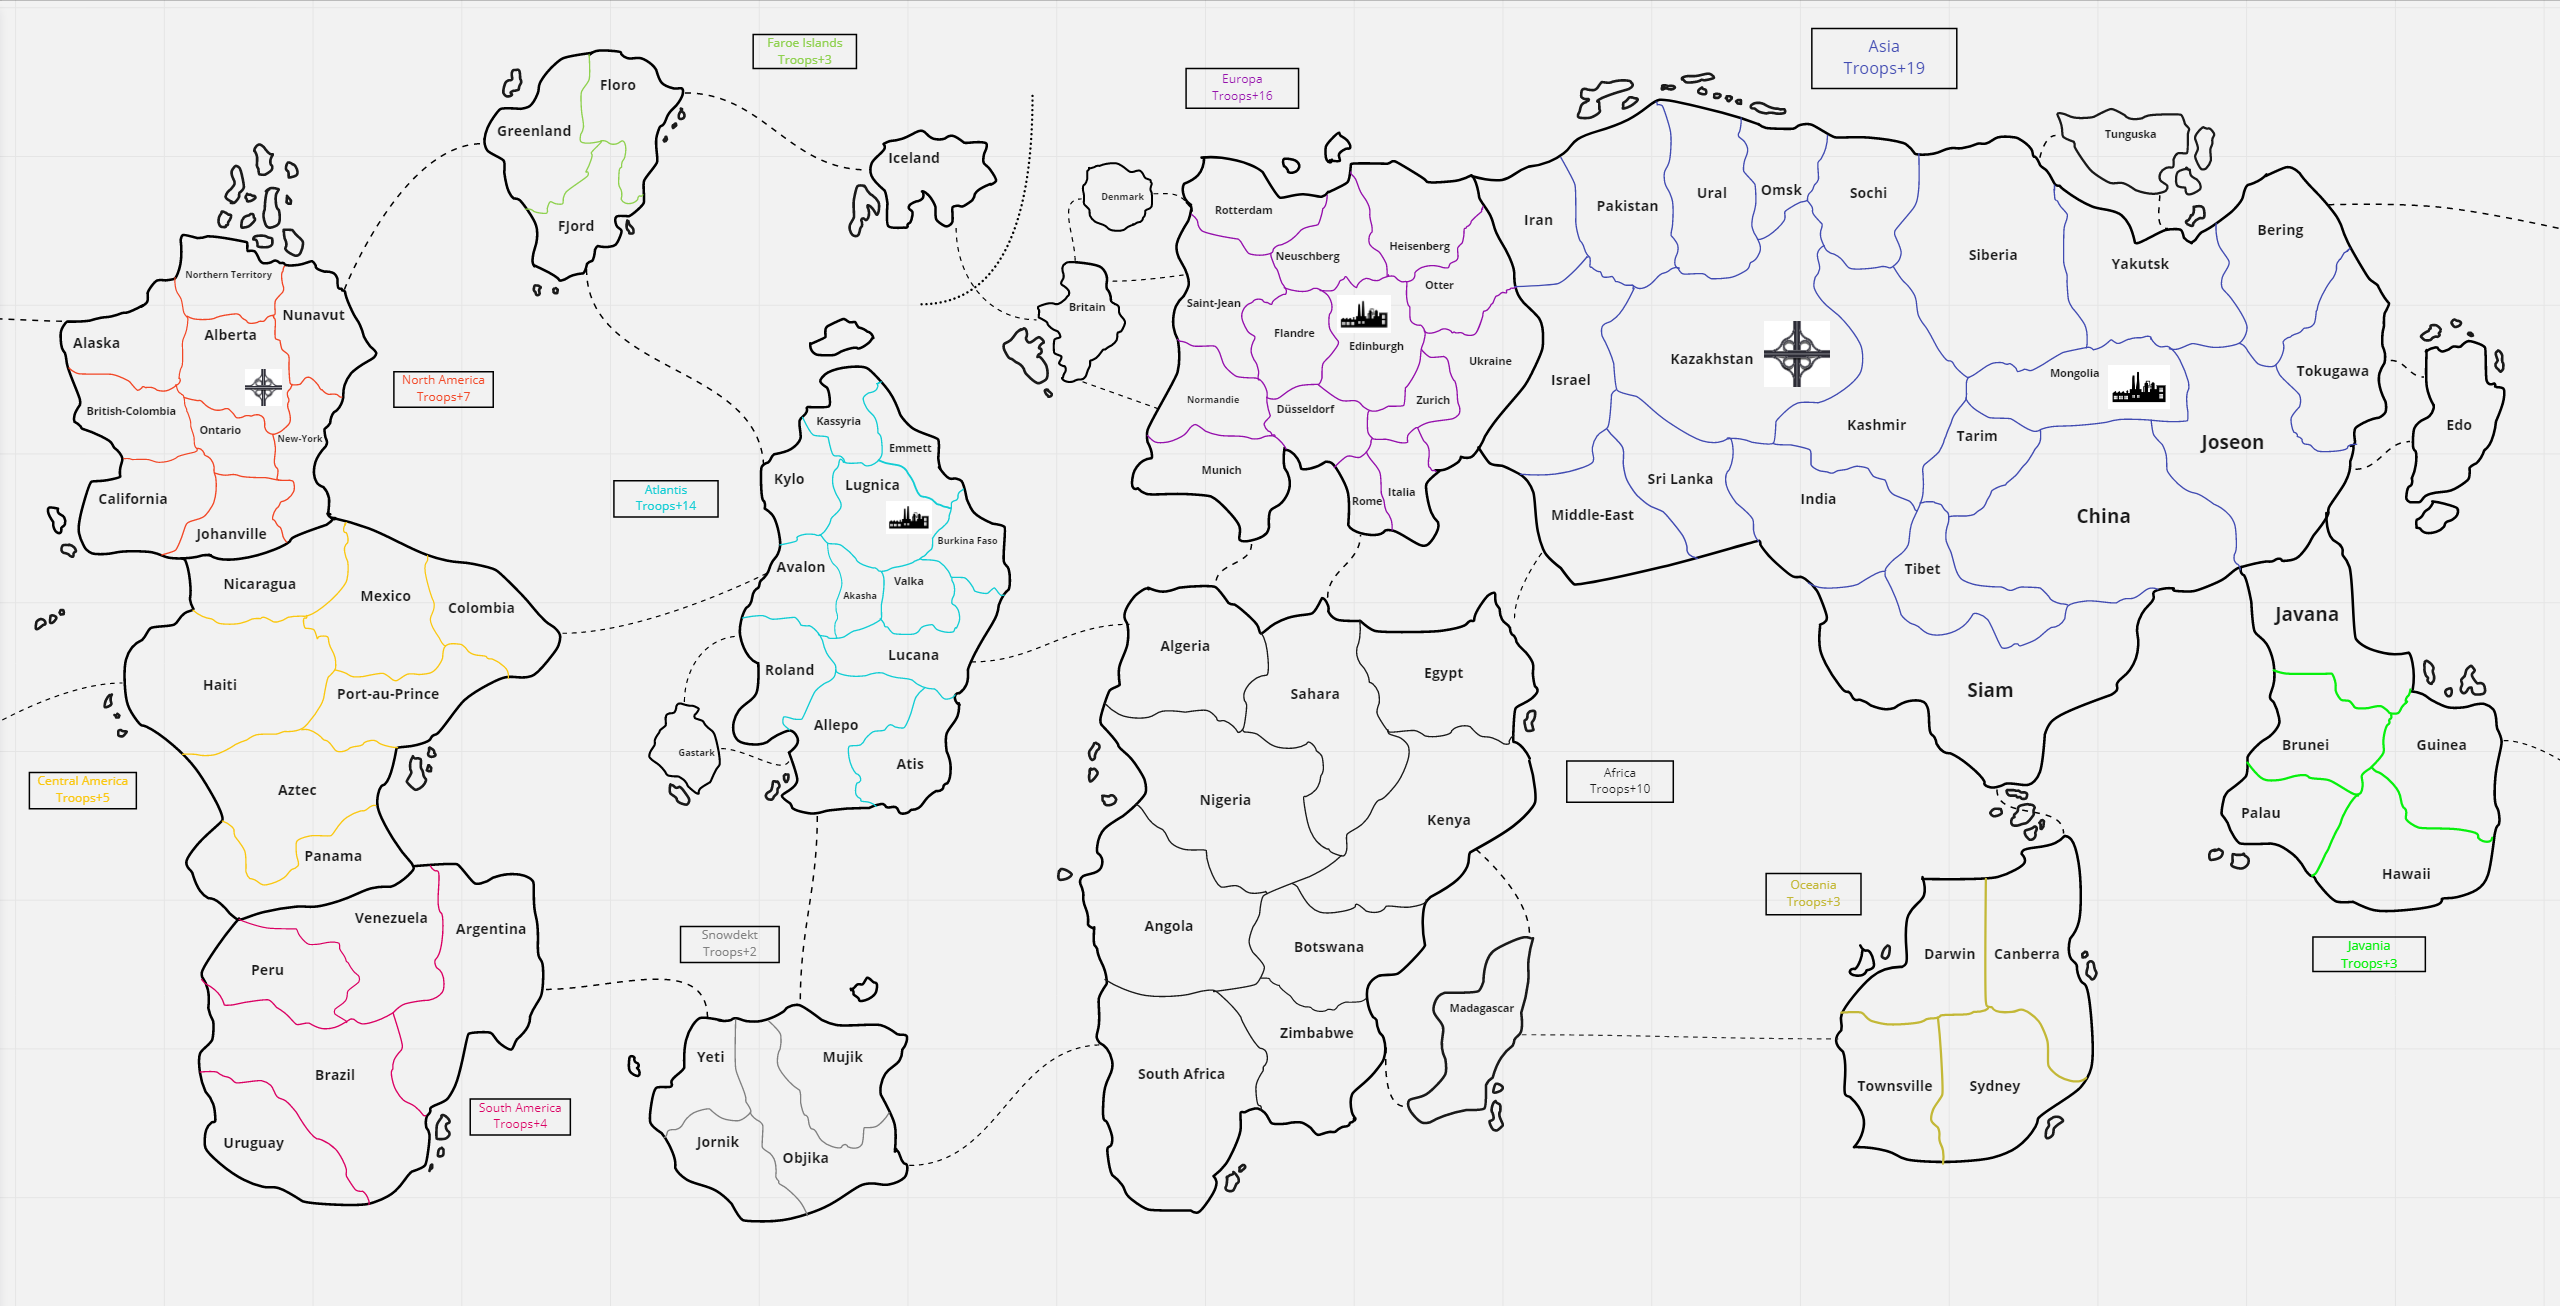 Faroe Islands
Troops+3
Floro
Greenland
Fjord
Iceland
Northern Territory
Nunavut
Alaska
Alberta
British-Colombia
Ontario
New-York
California
Johanville
North America
Troops+7
Nicaragua
Mexico
Colombia
Haiti
Port-au-Prince
Aztec
Panama
Central America
Troops+5
Venezuela
Argentina
Peru
Brazil
Uruguay
South America
Troops+4
Atlantis
Troops+14
Kassyria
Emmett
Kylo
Lugnica
Burkina Faso
Avalon
Valka
Akasha
Lucana
Roland
Allepo
Atis
Gastark
Snowdekt
Troops+2
Yeti
Mujik
Jornik
Objika
Europa
Troops+16
Denmark
Britain
Rotterdam
Neuschberg
Heisenberg
Otter
Saint-Jean
Flandre
Edinburgh
Ukraine
Normandie
Düsseldorf
Zurich
Munich
Rome
Italia
Algeria
Sahara
Egypt
Nigeria
Kenya
Angola
Botswana
Zimbabwe
South Africa
Madagascar
Africa
Troops+10
Asia
Troops+19
Iran
Pakistan
Ural
Omsk
Sochi
Siberia
Yakutsk
Tunguska
Bering
Israel
Kazakhstan
Kashmir
Mongolia
Tokugawa
Edo
Tarim
Joseon
Sri Lanka
India
Middle-East
China
Tibet
Siam
Javana
Brunei
Guinea
Palau
Hawaii
Javania
Troops+3
Oceania
Troops+3
Darwin
Canberra
Townsville
Sydney